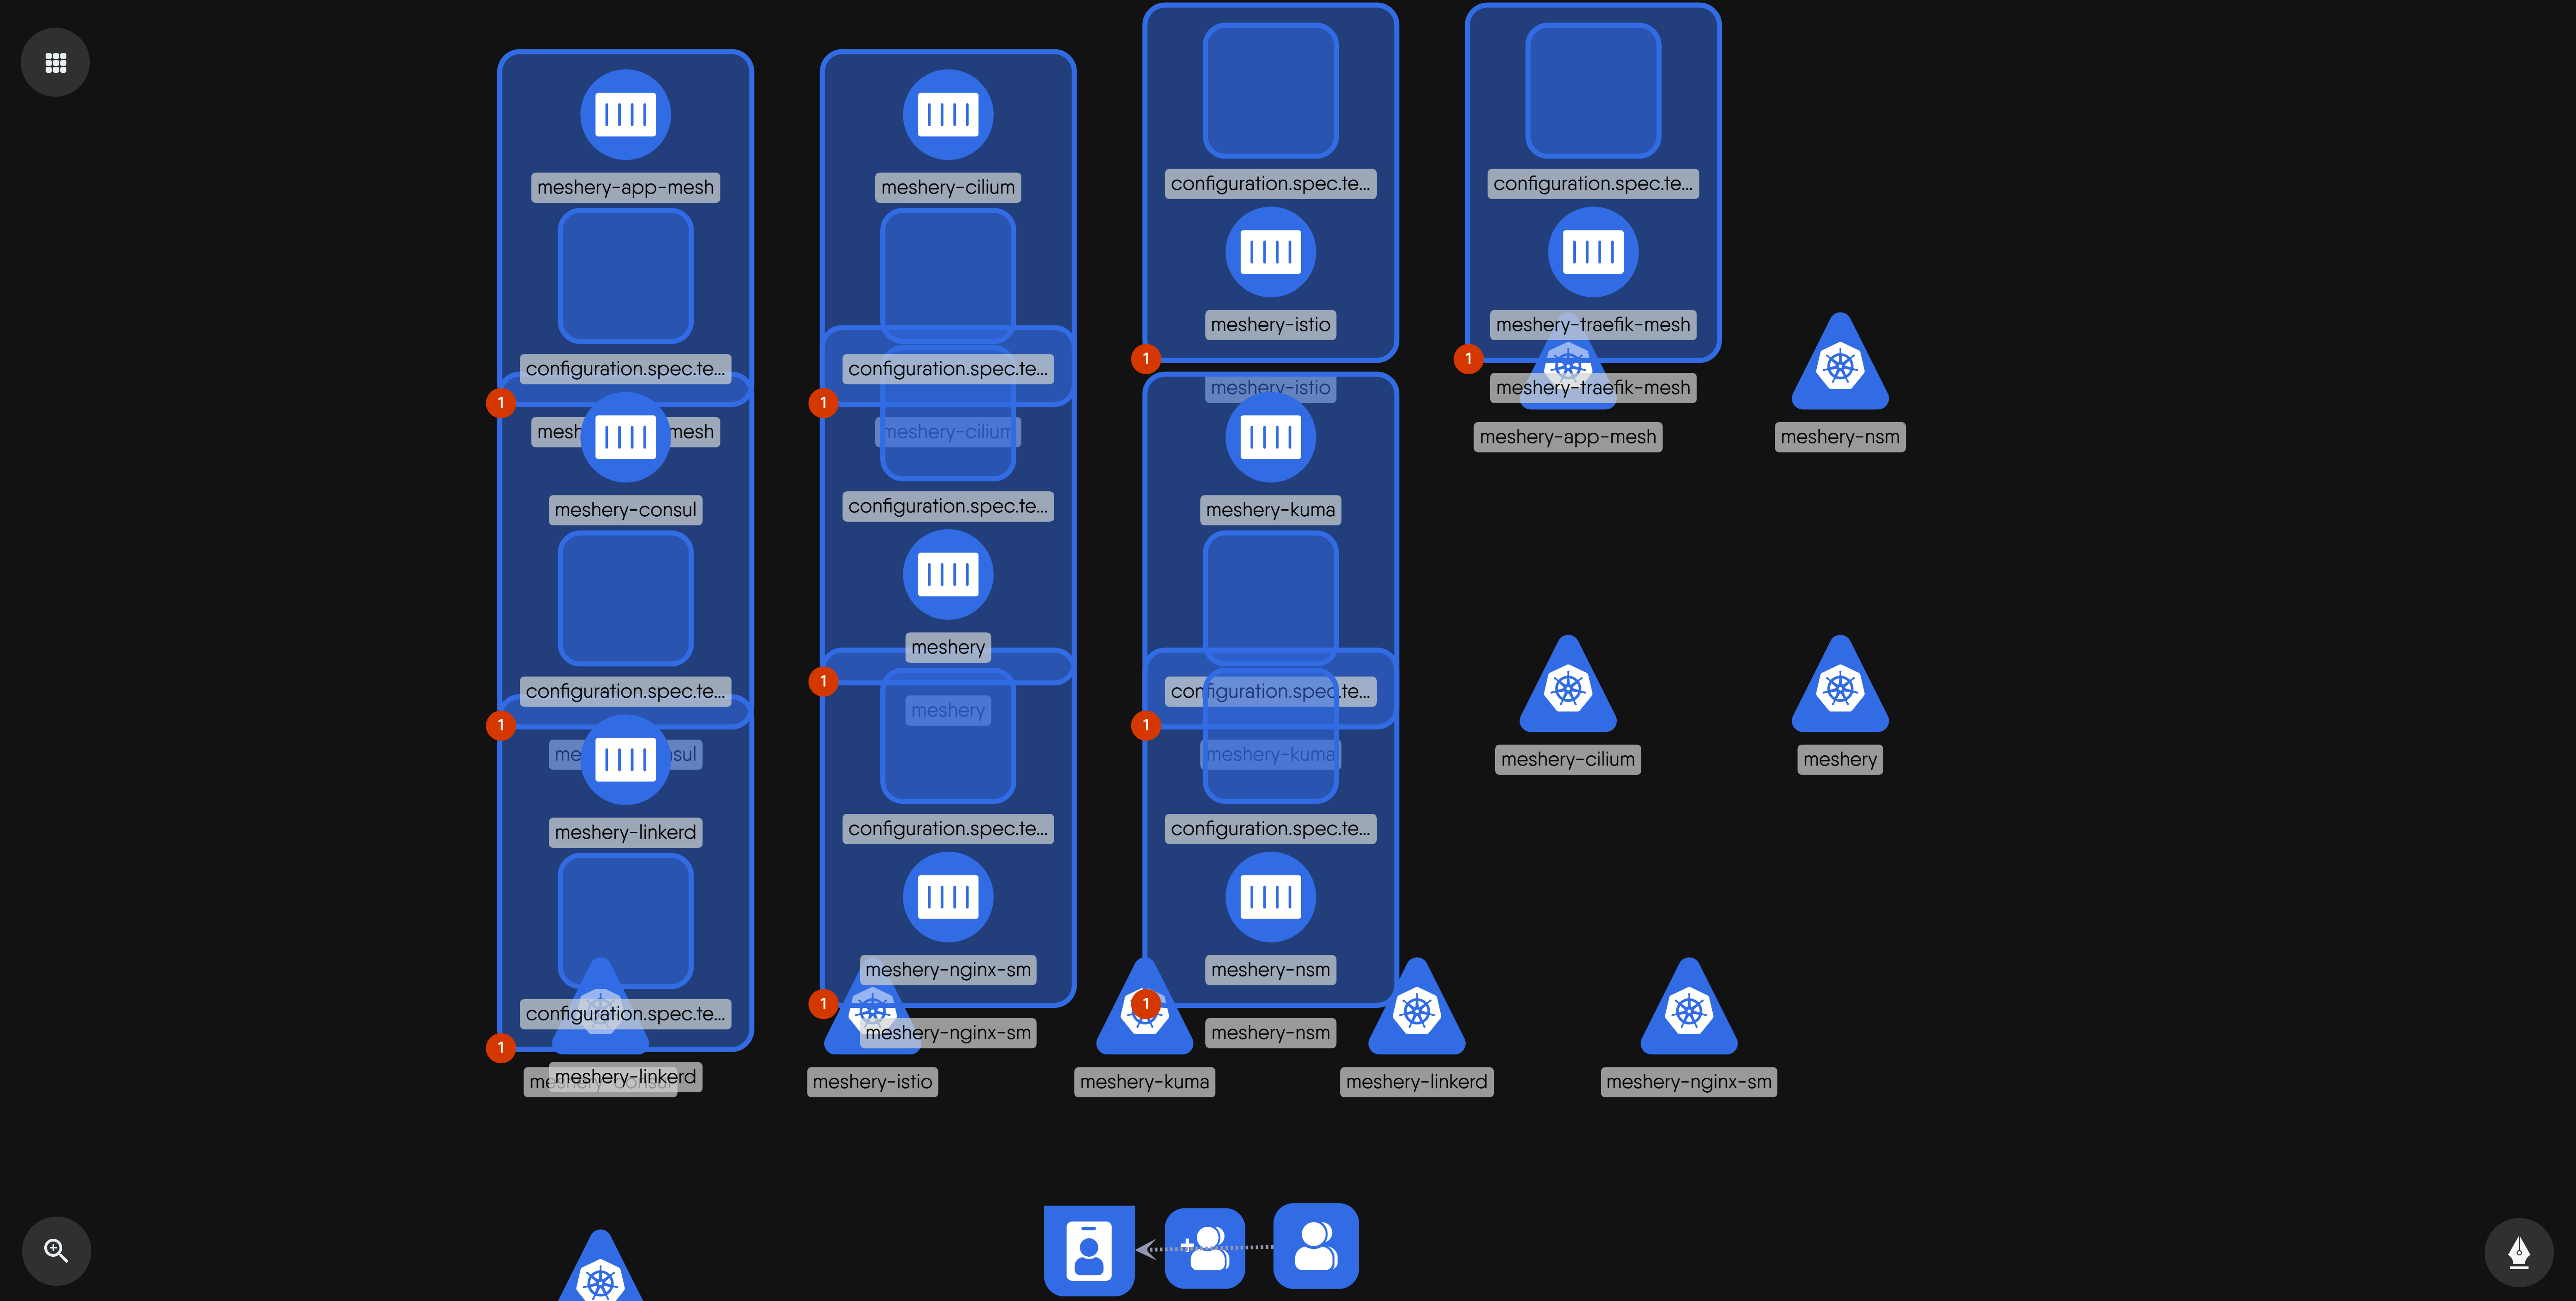 meshery-app-mesh
configuration.spec.te...
1
mesh
mesh
meshery-consul
configuration.spec.te...
1
me
sul
meshery-linkerd
configuration.spec.te...
1
meshery-linkerd
meshery-consul
meshery-cilium
configuration.spec.te...
1
meshery-cilium
configuration.spec.te...
meshery
1
meshery
configuration.spec.te...
meshery-nginx-sm
1
meshery-nginx-sm
meshery-istio
configuration.spec.te...
meshery-istio
1
meshery-istio
meshery-kuma
configuration.spec.te...
1
meshery-kuma
configuration.spec.te...
meshery-nsm
1
meshery-nsm
meshery-kuma
configuration.spec.te...
meshery-traefik-mesh
1
meshery-traefik-mesh
meshery-app-mesh
meshery-nsm
meshery-cilium
meshery
meshery-linkerd
meshery-nginx-sm